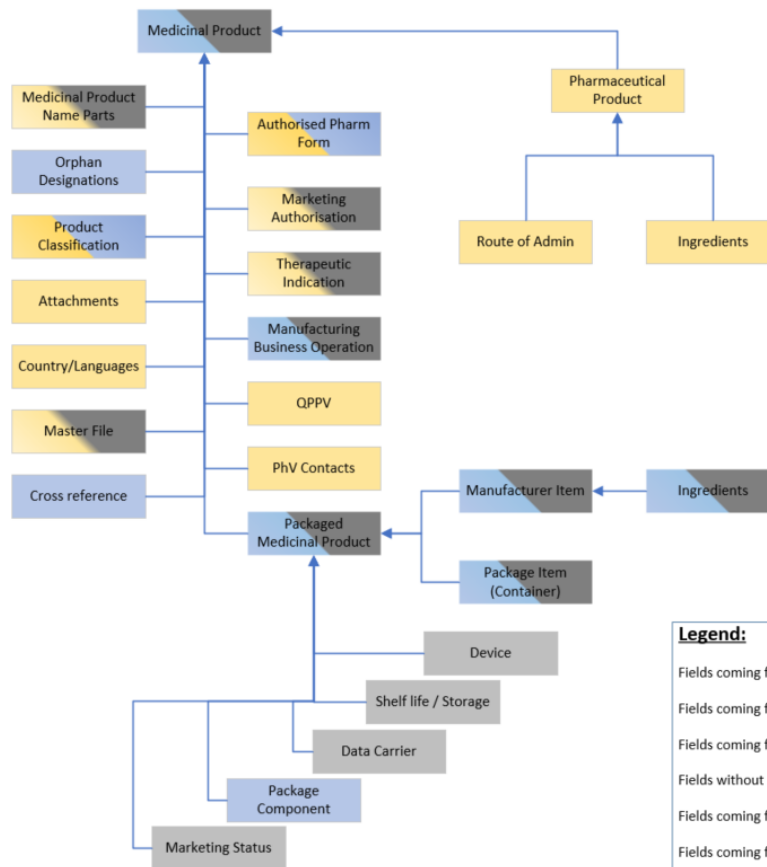 Medicinal Product
Pharmaceutical
Product
Medicinal Product
Name Parts
Authorised Pharm
Form
Orphan
Designations
Marketing
Authorisation
Product
Classification
Route of Admin
Ingredients
Therapeutic
Indication
Attachments
Manufacturing
Business Operation
Country/Languages
QPPV
Master File
PhV Contacts
Cross reference
Manufacturer Item
Ingredients
Packaged
Medicinal Product
Package Item
(Container)
Device
Shelf life / Storage
Data Carrier
Package
Component
Marketing Status
Legend:
Fields coming f
Fields coming f
Fields coming f
Fields without
Fields coming f
Fields coming f